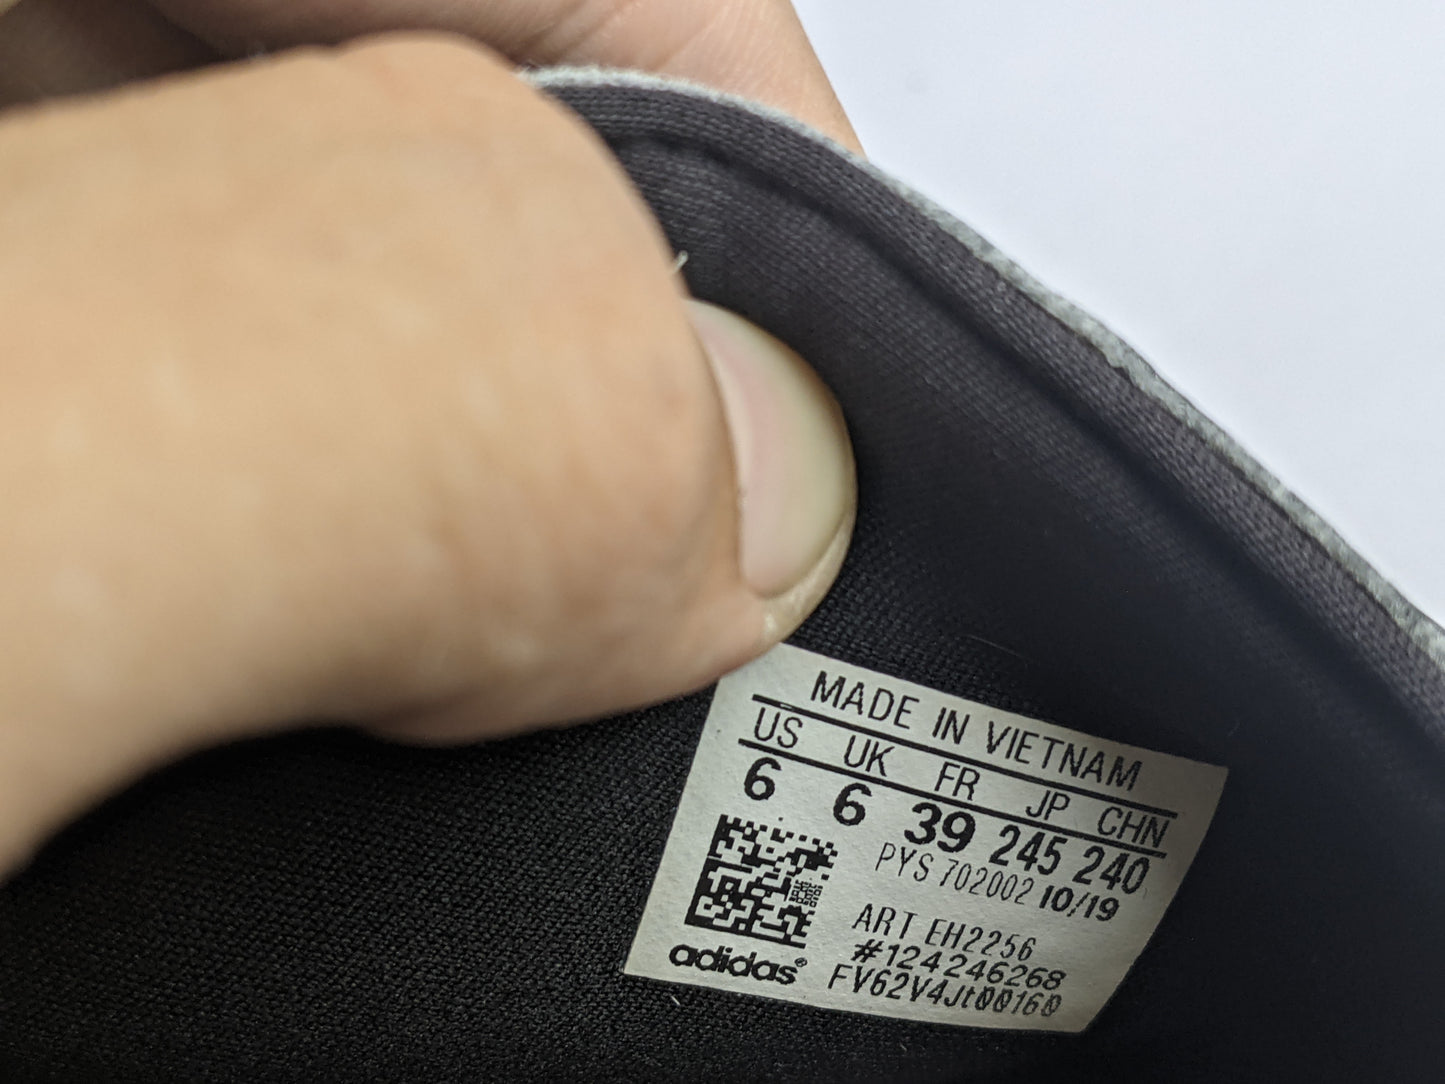 MADE IN VIETNAM
US UK FR JP CHN
6 6 39 245 240
PYS 702002 10/19
ART EH2256
#124246268
FV62V4Jt00160
adidas®